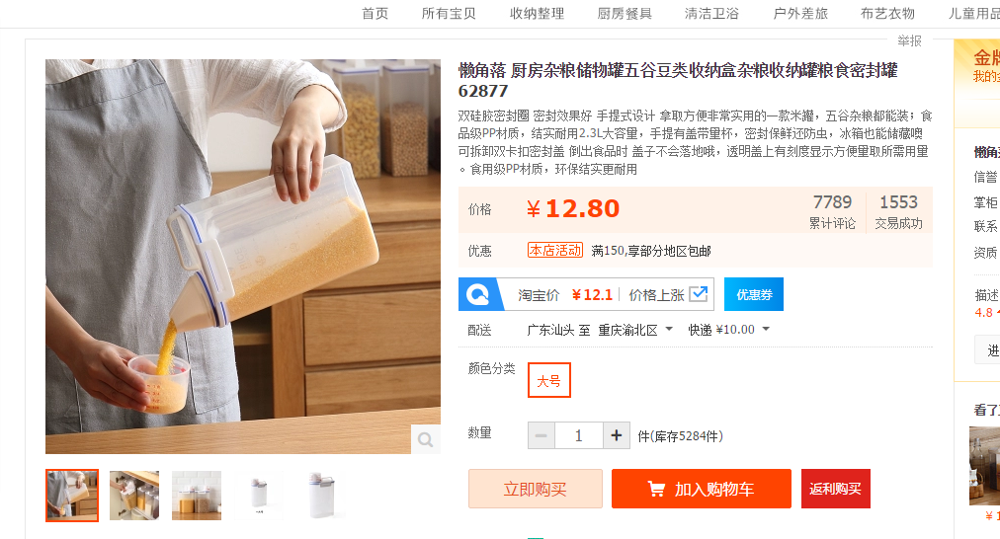 首页 所有宝贝 收纳整理 厨房餐具 清洁卫浴 户外差旅 布艺衣物 儿童用品
举报
金牌
我的金
懒角落 厨房杂粮储物罐五谷豆类收纳盒杂粮收纳罐粮食密封罐
62877
双硅胶密封圈 密封效果好 手提式设计 拿取方便非常实用的一款米罐，五谷杂粮都能装；食
品级PP材质，结实耐用2.3L大容量，手提有盖带量杯，密封保鲜还防虫，冰箱也能储藏噢
可拆卸双卡扣密封盖 倒出食品时 盖子不会落地哦，透明盖上有刻度显示方便量取所需用量
。食用级PP材质，环保结实更耐用
价格 ¥12.80
7789 累计评论
1553 交易成功
优惠 本店活动 满150,享部分地区包邮
淘宝价 ¥12.1 价格上涨 优惠券
配送 广东汕头 至 重庆渝北区 快递 ¥10.00
颜色分类 大号
数量 − 1 + 件(库存5284件)
立即购买 加入购物车 返利购买
懒角
信誉
掌柜
联系
资质
描述
4.8
进
看了
¥ 1